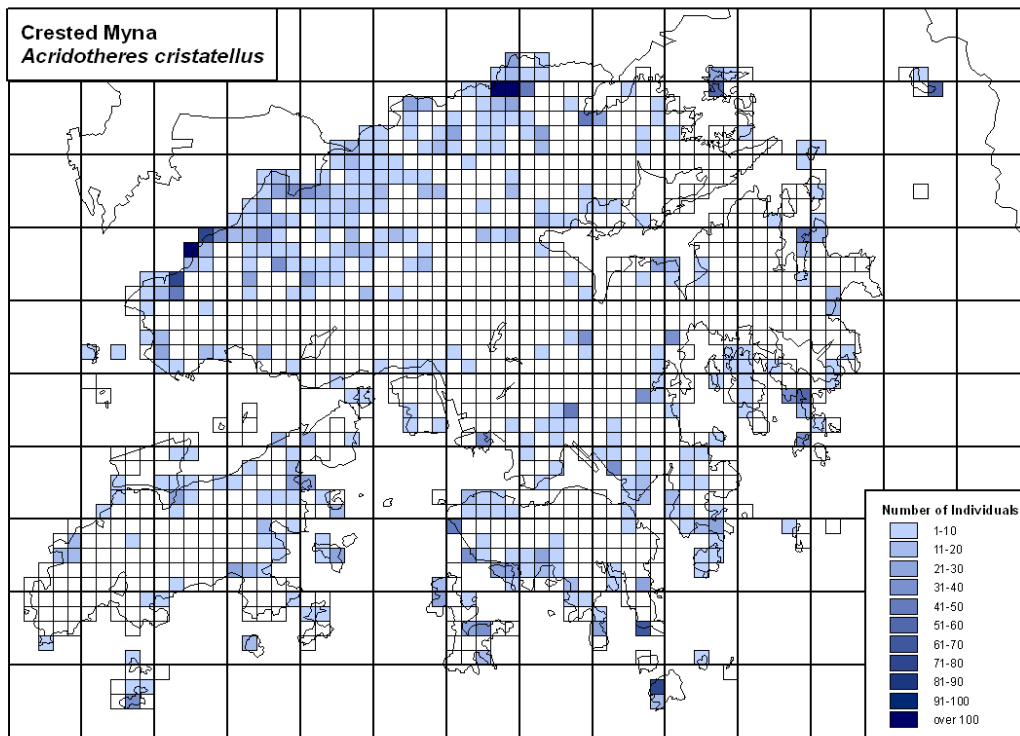 Crested Myna
Acridotheres cristatellus
Number of Individuals
1-10
11-20
21-30
31-40
41-50
51-60
61-70
71-80
81-90
91-100
over 100